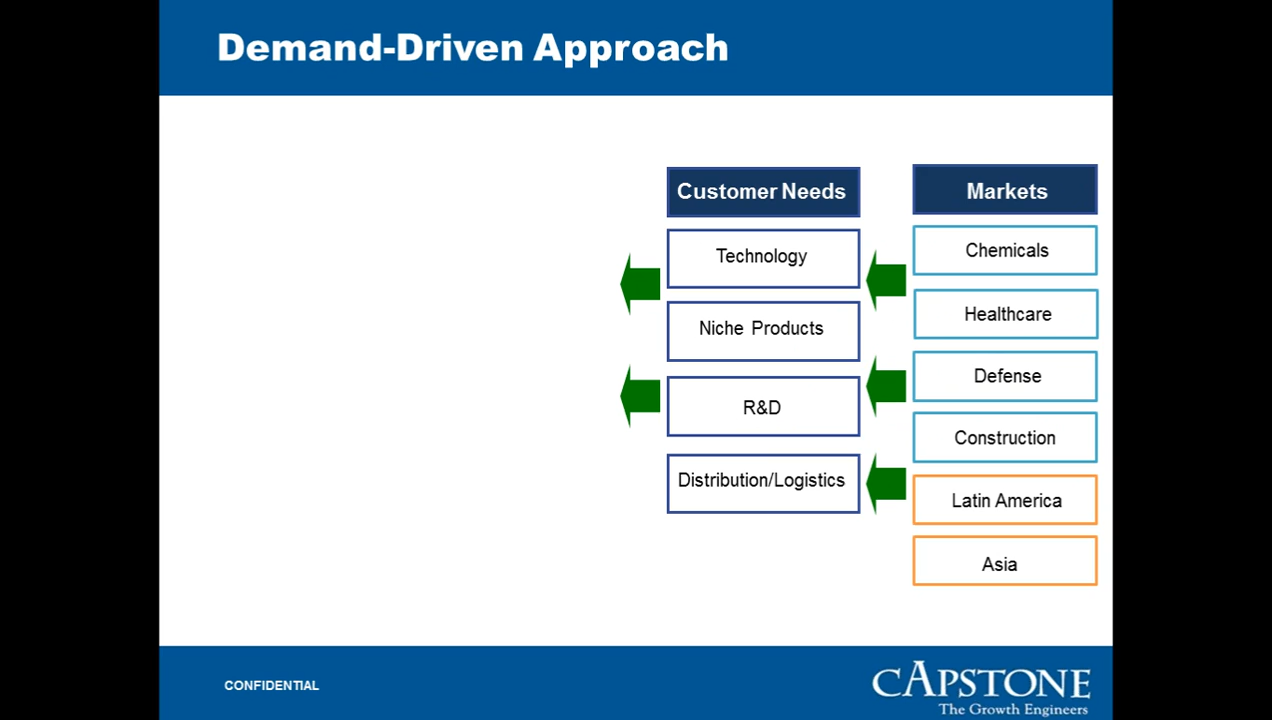 Demand-Driven Approach
Customer Needs
Technology
Niche Products
R&D
Distribution/Logistics
Markets
Chemicals
Healthcare
Defense
Construction
Latin America
Asia
CONFIDENTIAL
CAPSTONE
The Growth Engineers